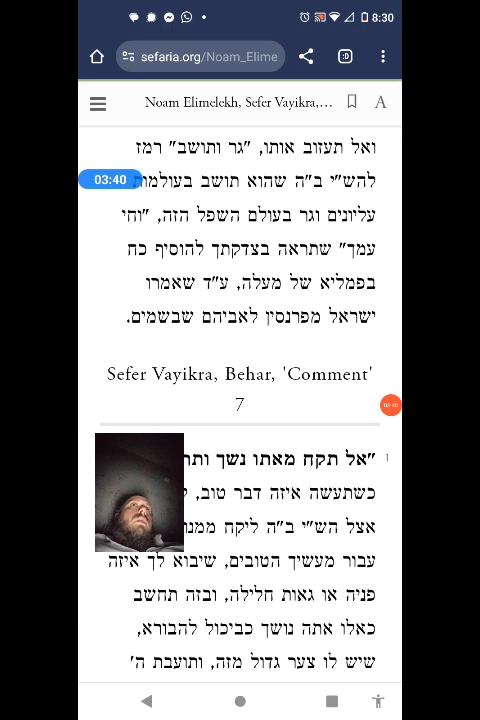 8:30
sefaria.org/Noam_Elime
Noam Elimelekh, Sefer Vayikra,... A
ואל תעזוב אותו, "גר ותושב" רמז
03:40
להש"י ב"ה שהוא תושב בעולמות
עליונים וגר בעולם השפל הזה, "וחי
עמך" שתראה בצדקתך להוסיף כח
בפמליא של מעלה, ע"ד שאמרו
ישראל מפרנסין לאביהם שבשמים.
Sefer Vayikra, Behar, 'Comment'
7
03:40
1
"אל תקח מאתו נשך
כשתעשה איזה דבר טוב,
אצל הש"י ב"ה ליקח
עבור מעשיך הטובים, שיבוא לך איזה
פניה או גאות חלילה, ובזה תחשב
כאלו אתה נושך כביכול להבורא,
שיש לו צער גדול מזה, ותועבת ה'